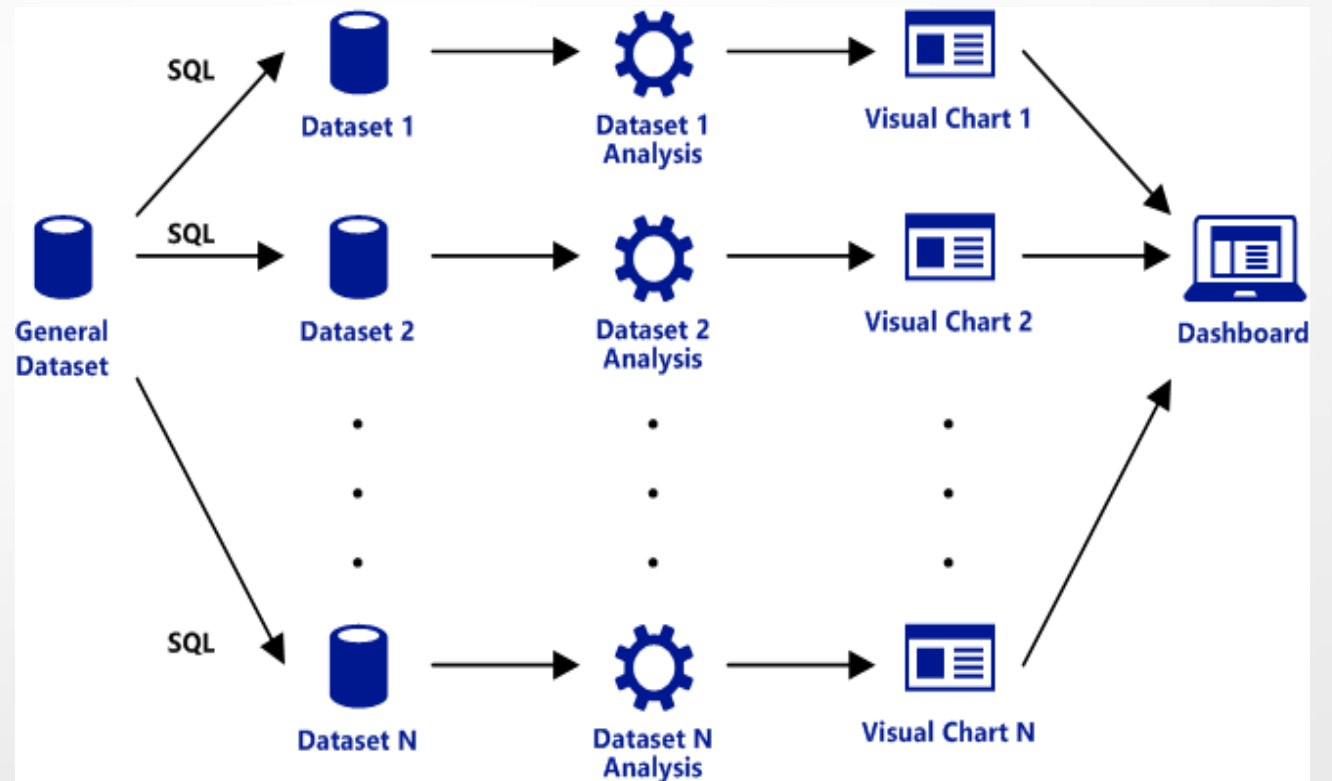 SQL
Dataset 1
Dataset 1
Analysis
Visual Chart 1
SQL
General
Dataset
Dataset 2
Dataset 2
Analysis
Visual Chart 2
Dashboard
SQL
Dataset N
Dataset N
Analysis
Visual Chart N